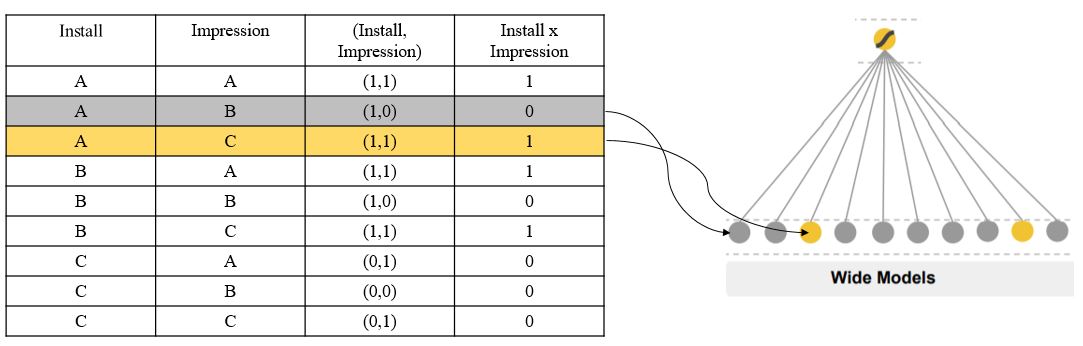 Install Impression (Install, Impression) Install x Impression
A A (1,1) 1
A B (1,0) 0
A C (1,1) 1
B A (1,1) 1
B B (1,0) 0
B C (1,1) 1
C A (0,1) 0
C B (0,0) 0
C C (0,1) 0
Wide Models